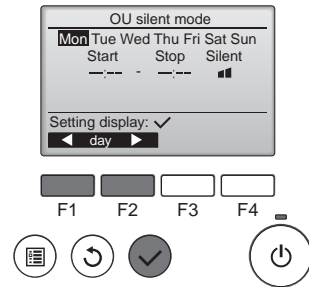 OU silent mode
Mon Tue Wed Thu Fri Sat Sun
Start Stop Silent
—:-- - —:--
Setting display: ✓
◀ day ▶
F1 F2 F3 F4